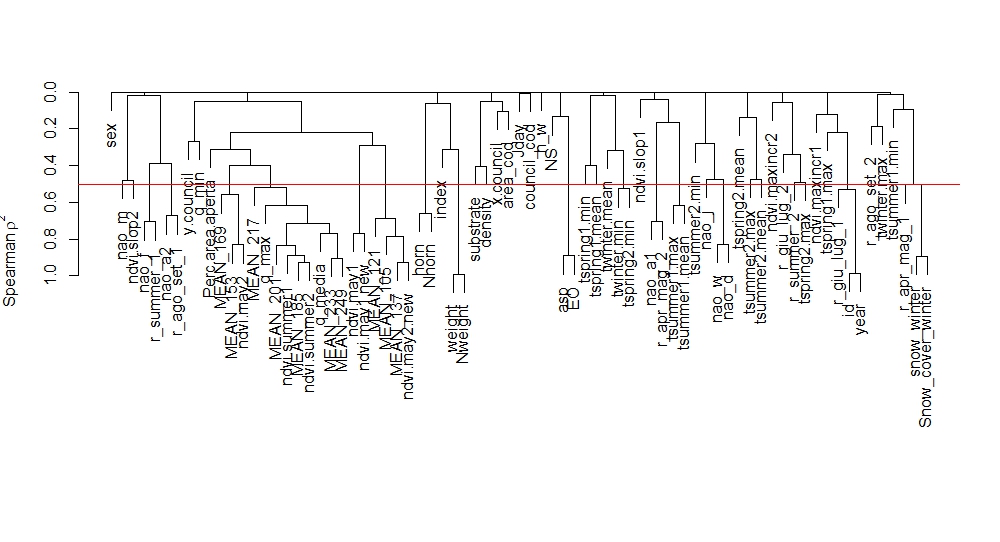 Spearman ρ²
0.0
0.2
0.4
0.6
0.8
1.0
sex
nao_m
ndvi.slop2
r_summer_1
nao_a2
r_ago_set_1
y.council
q_min
Perc.area.aperta
MEAN_169
MEAN_153
ndvi.may2
MEAN_217
q_max
MEAN_201
ndvi.summer1
MEAN_185
ndvi.summer2
q_media
MEAN_233
MEAN_249
ndvi.may1
ndvi.may1.new
MEAN_121
MEAN_105
MEAN_137
ndvi.may2.new
horn
Nhorn
index
weight
Nweight
substrate
density
x.council
area_cod
Jday
council_cod
h_w
NS
asp
EO
tspring1.min
tspring1.mean
twinter.mean
twinter.min
tspring2.min
ndvi.slop1
nao_a1
r_apr_mag_2
tsummer1.max
tsummer1.mean
tsummer2.min
nao_j
nao_w
nao_d
tspring2.mean
tsummer2.max
tsummer2.mean
ndvi.maxincr2
r_giu_lug_2
r_summer_2
tspring2.max
ndvi.maxincr1
tspring1.max
r_giu_lug_1
id
year
r_ago_set_2
twinter.max
tsummer1.min
r_apr_mag_1
snow_winter
Snow_cover_winter